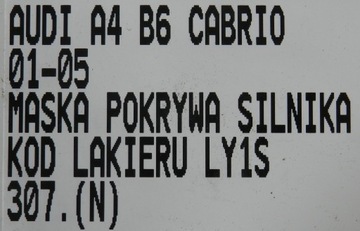 AUDI A4 B6 CABRIO
01-05
MASKA POKRYWA SILNIKA
KOD LAKIERU LY1S
307.(N)